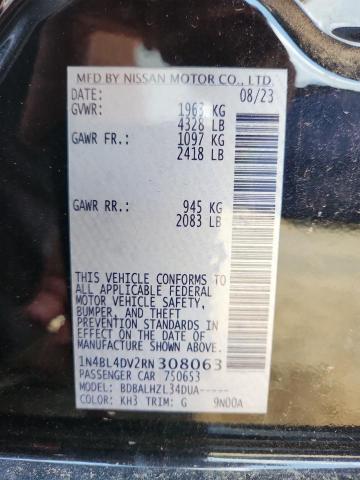 MFD BY NISSAN MOTOR CO., LTD.
DATE: 08/23
GVWR: 1963 KG
4328 LB
GAWR FR.: 1097 KG
2418 LB
GAWR RR.: 945 KG
2083 LB
THIS VEHICLE CONFORMS TO
ALL APPLICABLE FEDERAL
MOTOR VEHICLE SAFETY,
BUMPER, AND THEFT
PREVENTION STANDARDS
IN EFFECT ON THE DATE OF
MANUFACTURE SHOWN ABOVE.
1N4BL4DV2RN308063
PASSENGER CAR 750653
MODEL: BDBALHZL34DUA-----
COLOR: KH3 TRIM: G 9N00A